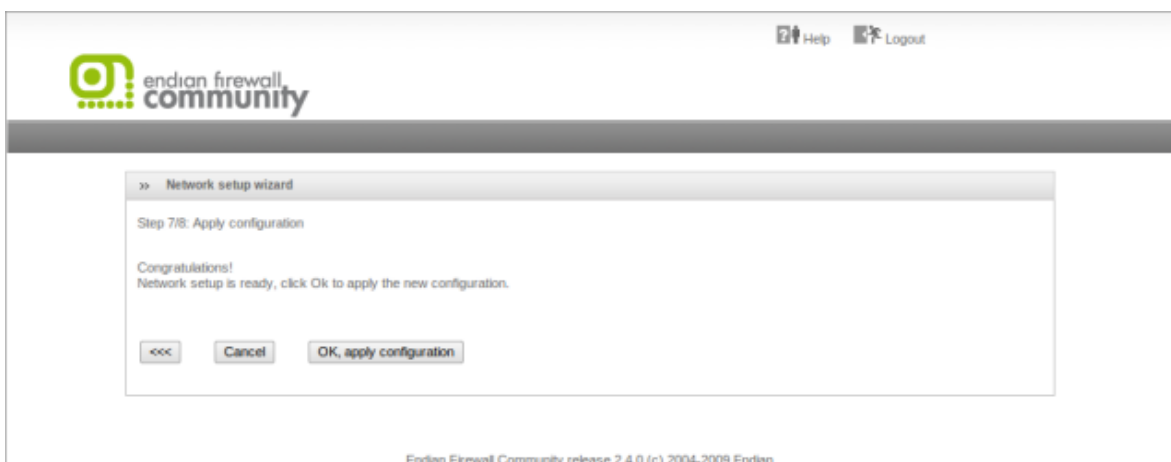 Help Logout
endian firewall
community
>> Network setup wizard
Step 7/8: Apply configuration
Congratulations!
Network setup is ready, click Ok to apply the new configuration.
<<< Cancel OK, apply configuration
Endian Firewall Community release 2.4.0 (c) 2004-2009 Endian